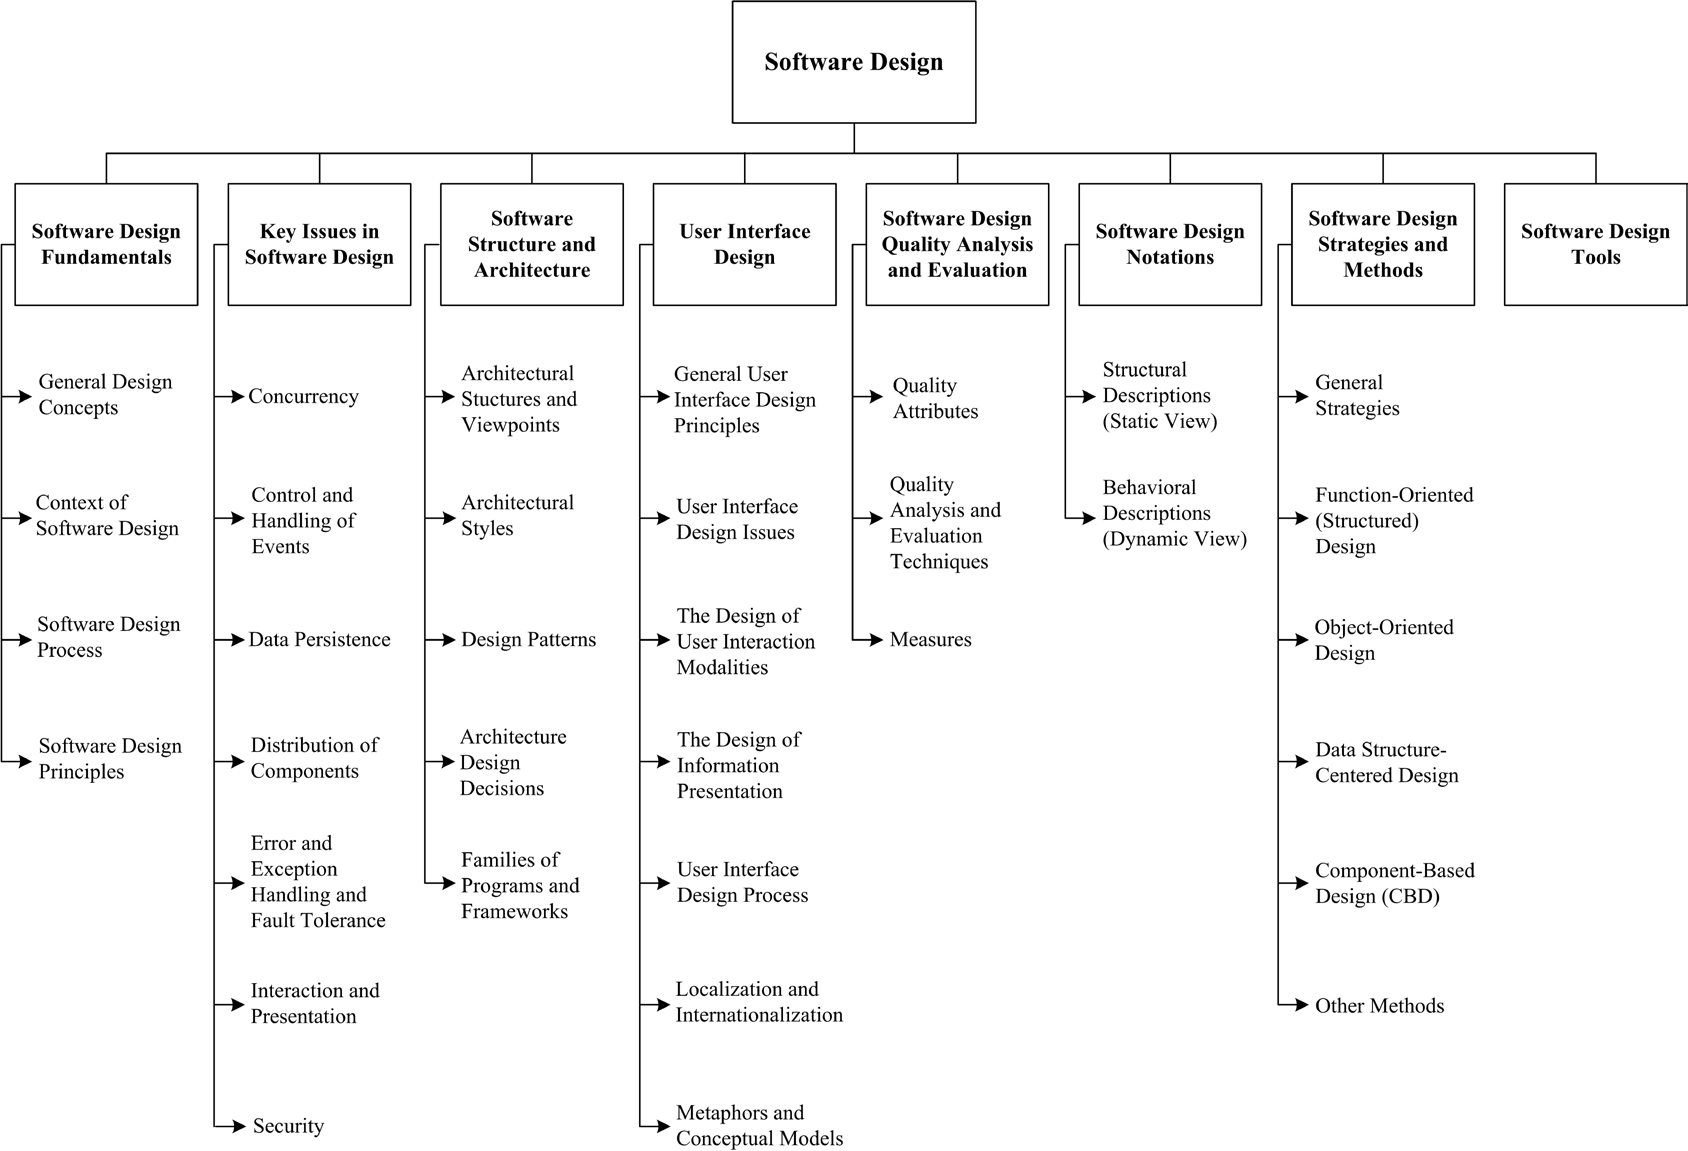 Software Design
Software Design
Fundamentals
General Design
Concepts
Context of
Software Design
Software Design
Process
Software Design
Principles
Key Issues in
Software Design
Concurrency
Control and
Handling of
Events
Data Persistence
Distribution of
Components
Error and
Exception
Handling and
Fault Tolerance
Interaction and
Presentation
Security
Software
Structure and
Architecture
Architectural
Stuctures and
Viewpoints
Architectural
Styles
Design Patterns
Architecture
Design
Decisions
Families of
Programs and
Frameworks
User Interface
Design
General User
Interface Design
Principles
User Interface
Design Issues
The Design of
User Interaction
Modalities
The Design of
Information
Presentation
User Interface
Design Process
Localization and
Internationalization
Metaphors and
Conceptual Models
Software Design
Quality Analysis
and Evaluation
Quality
Attributes
Quality
Analysis and
Evaluation
Techniques
Measures
Software Design
Notations
Structural
Descriptions
(Static View)
Behavioral
Descriptions
(Dynamic View)
Software Design
Strategies and
Methods
General
Strategies
Function-Oriented
(Structured)
Design
Object-Oriented
Design
Data Structure-
Centered Design
Component-Based
Design (CBD)
Other Methods
Software Design
Tools